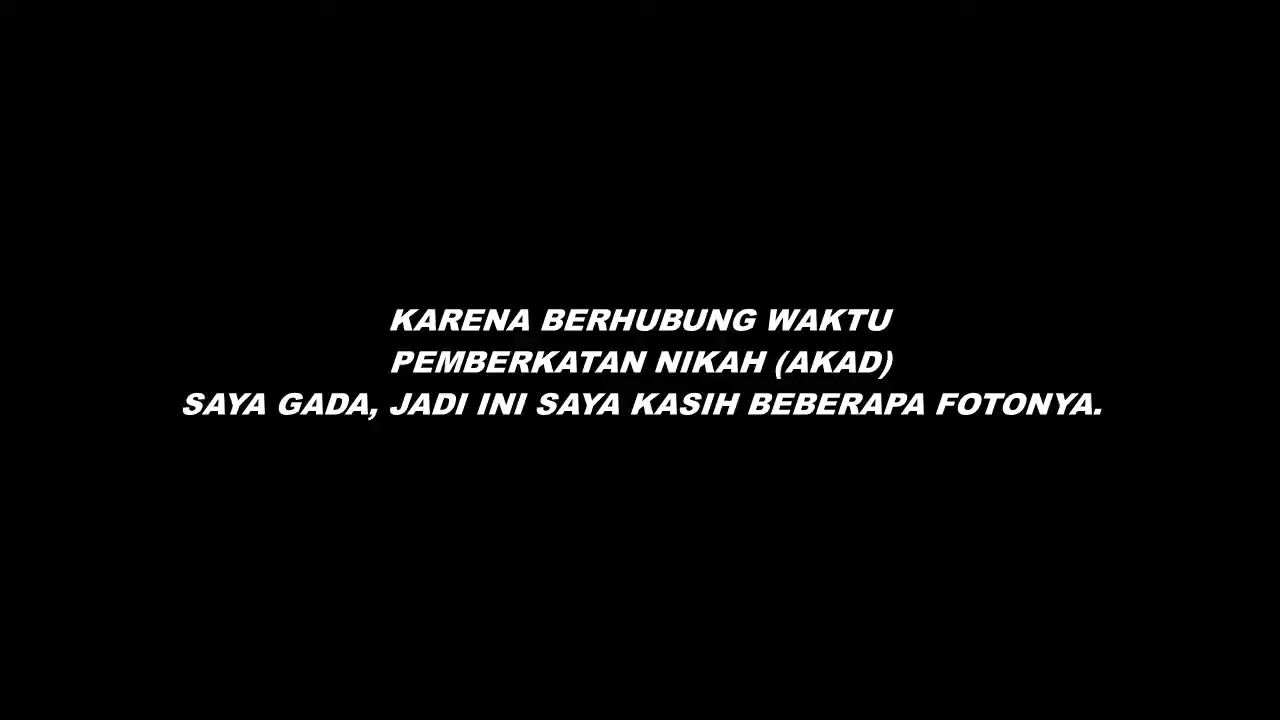 KARENA BERHUBUNG WAKTU
PEMBERKATAN NIKAH (AKAD)
SAYA GADA, JADI INI SAYA KASIH BEBERAPA FOTONYA.